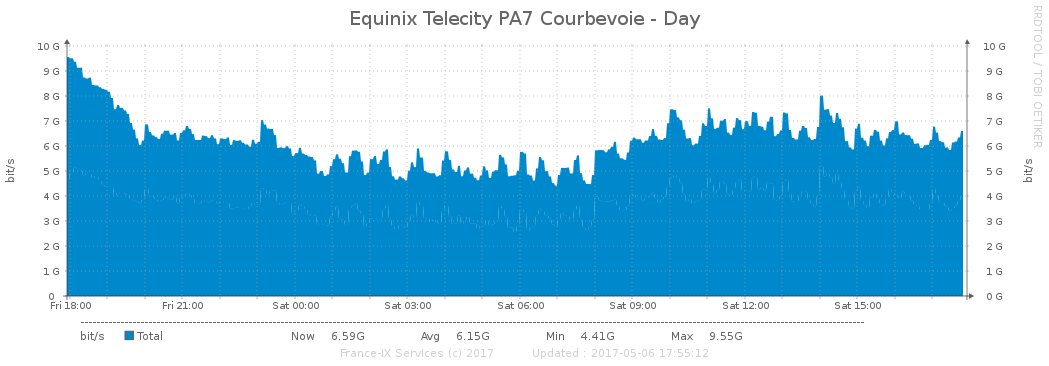 Equinix Telecity PA7 Courbevoie - Day
RRDTOOL / TOBI OETIKER
bit/s
bit/s
10 G 10 G
9 G 9 G
8 G 8 G
7 G 7 G
6 G 6 G
5 G 5 G
4 G 4 G
3 G 3 G
2 G 2 G
1 G 1 G
0 0 G
Fri 18:00 Fri 21:00 Sat 00:00 Sat 03:00 Sat 06:00 Sat 09:00 Sat 12:00 Sat 15:00
bit/s Total Now 6.59G Avg 6.15G Min 4.41G Max 9.55G
France-IX Services (c) 2017 Updated : 2017-05-06 17:55:12